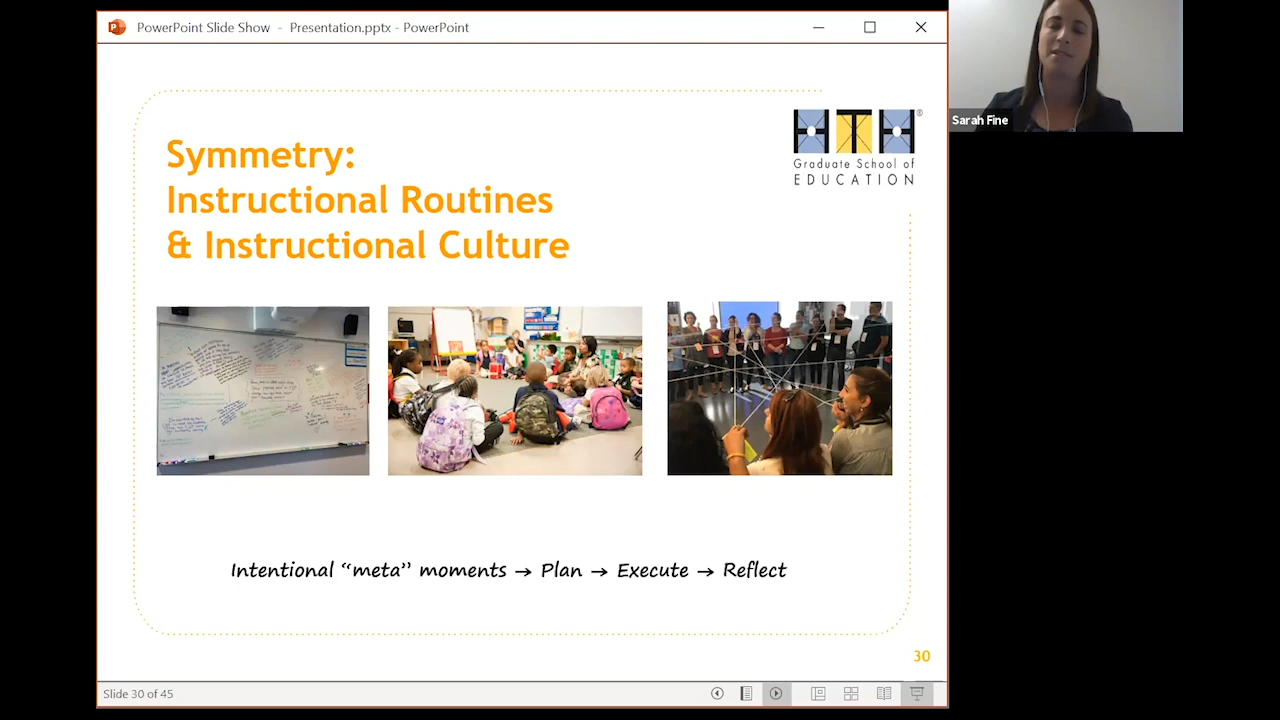 PowerPoint Slide Show - Presentation.pptx - PowerPoint
Sarah Fine
HTH®
Graduate School of
EDUCATION
Symmetry:
Instructional Routines
& Instructional Culture
Intentional “meta” moments → Plan → Execute → Reflect
30
Slide 30 of 45